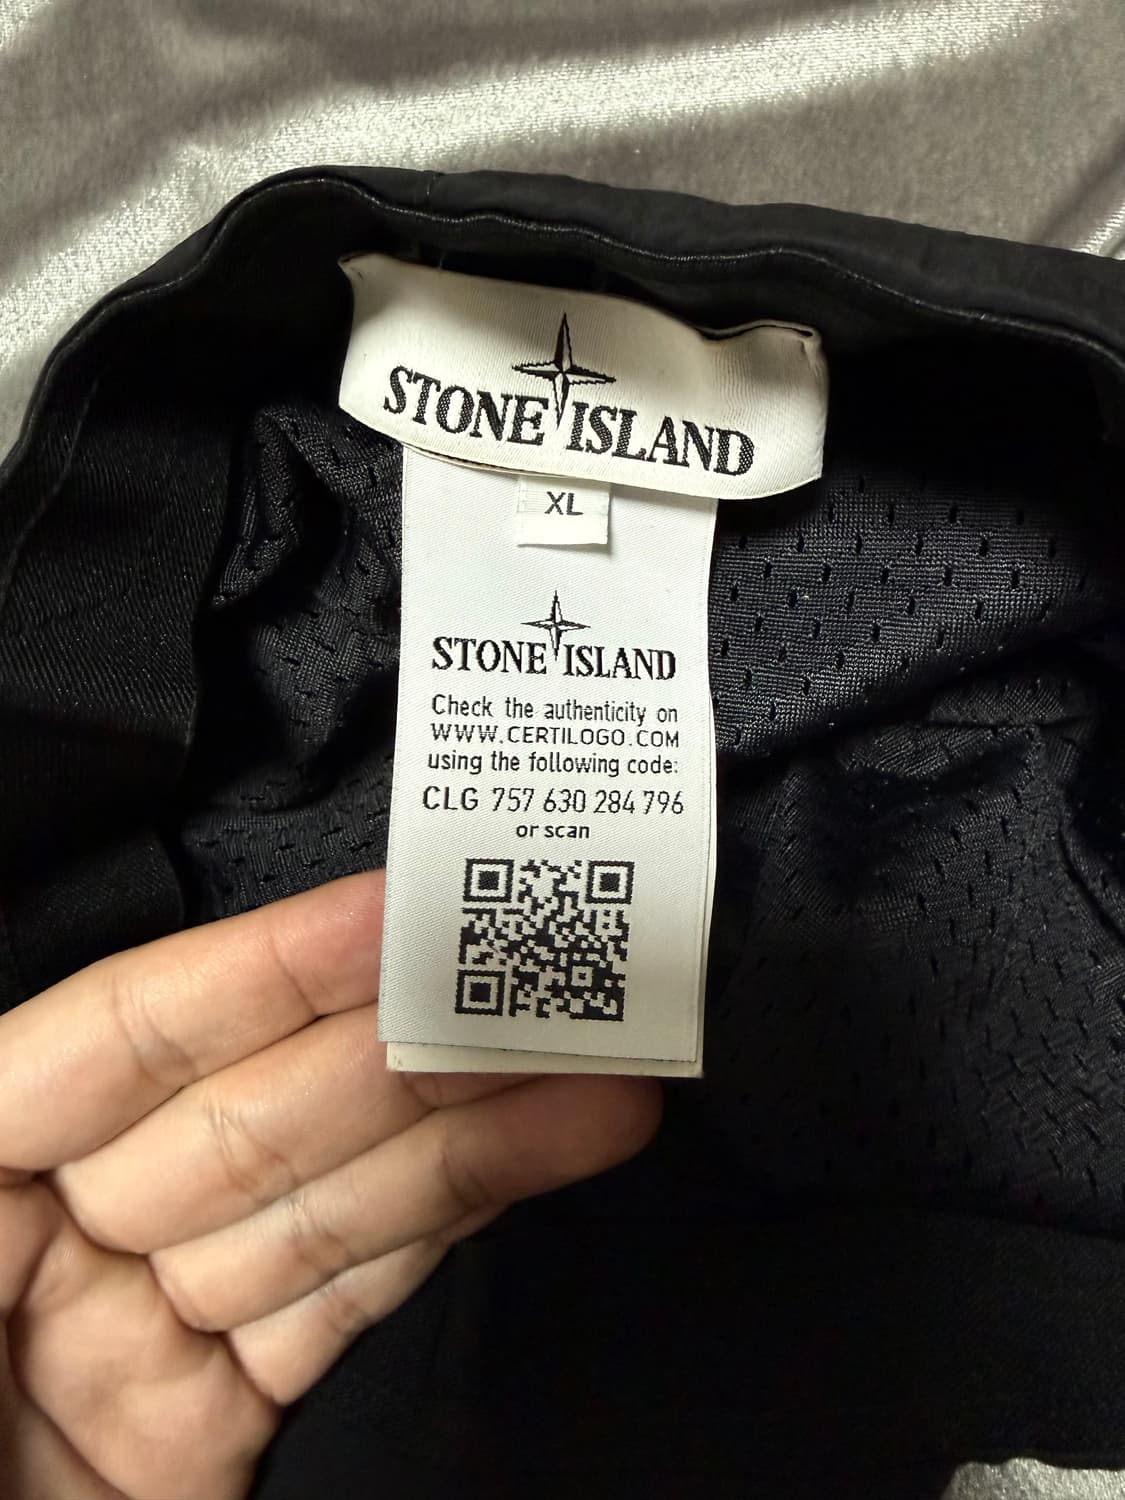 STONE ISLAND
XL
STONE ISLAND
Check the authenticity on
WWW.CERTILOGO.COM
using the following code:
CLG 757 630 284 796
or scan